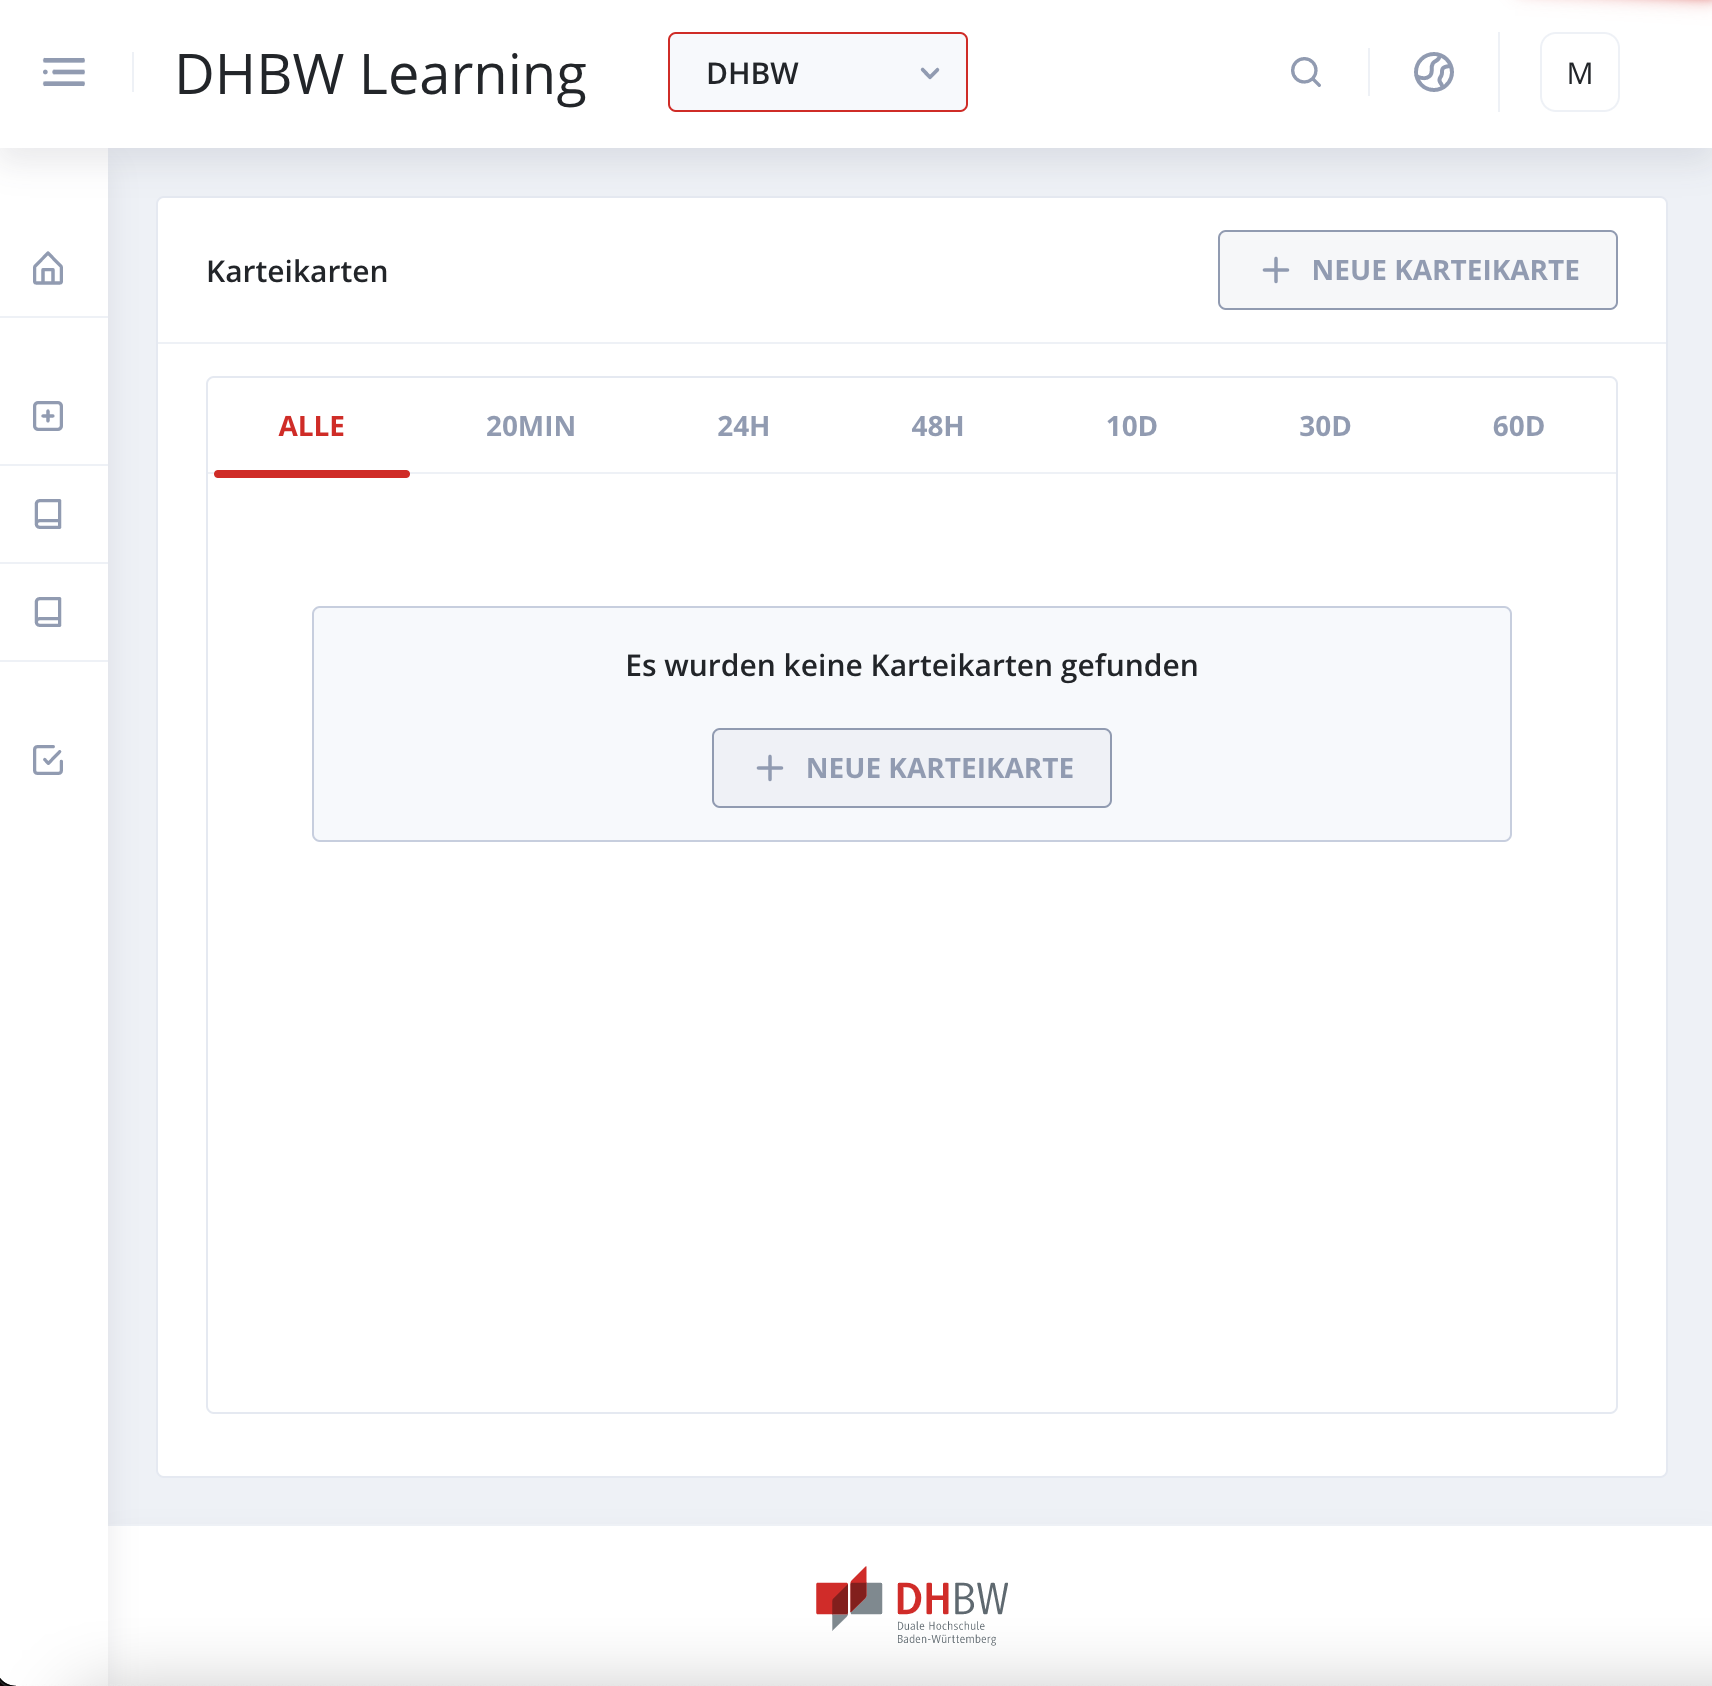 DHBW Learning
DHBW
M
Karteikarten
NEUE KARTEIKARTE
ALLE 20MIN 24H 48H 10D 30D 60D
Es wurden keine Karteikarten gefunden
NEUE KARTEIKARTE
DHBW
Duale Hochschule
Baden-Württemberg